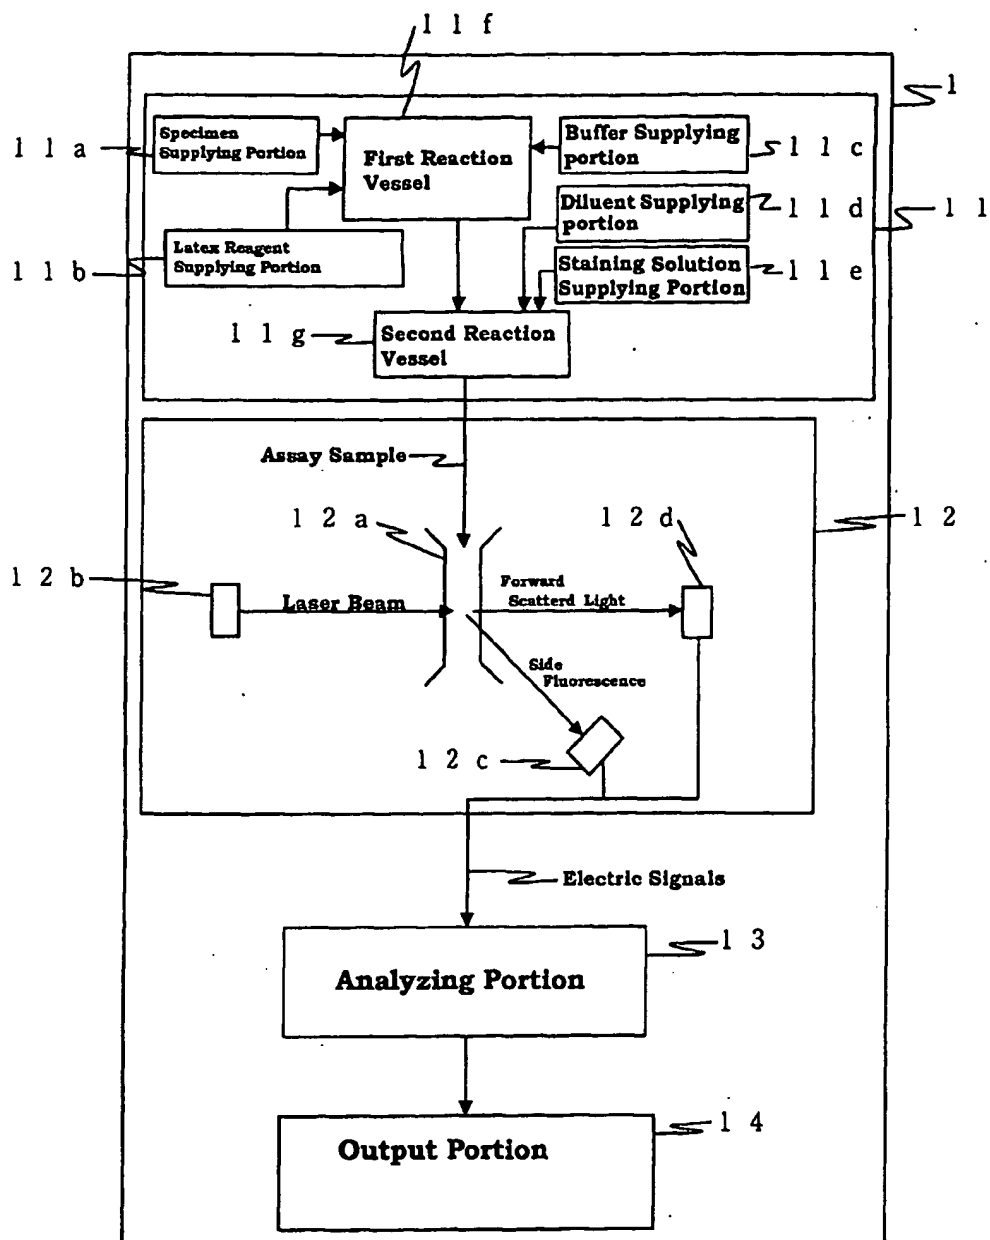 1 1 f
1
Specimen
Supplying Portion
1 1 a
First Reaction
Vessel
Buffer Supplying
portion
1 1 c
Diluent Supplying
portion
1 1 d
1 1
Latex Reagent
Supplying Portion
1 1 b
Staining Solution
Supplying Portion
1 1 e
1 1 g
Second Reaction
Vessel
Assay Sample
1 2 a
1 2 d
1 2
1 2 b
Laser Beam
Forward
Scatterd Light
Side
Fluorescence
1 2 c
Electric Signals
1 3
Analyzing Portion
1 4
Output Portion